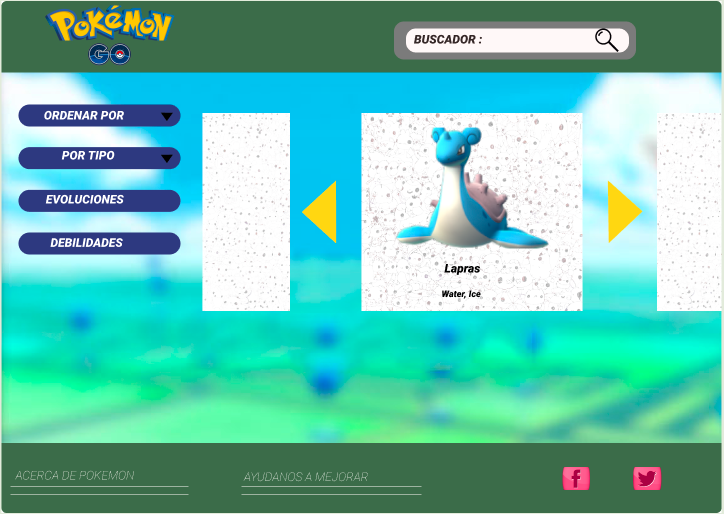 POKéMON
GO
BUSCADOR :
ORDENAR POR
POR TIPO
EVOLUCIONES
DEBILIDADES
Lapras
Water, Ice
ACERCA DE POKEMON
AYUDANOS A MEJORAR